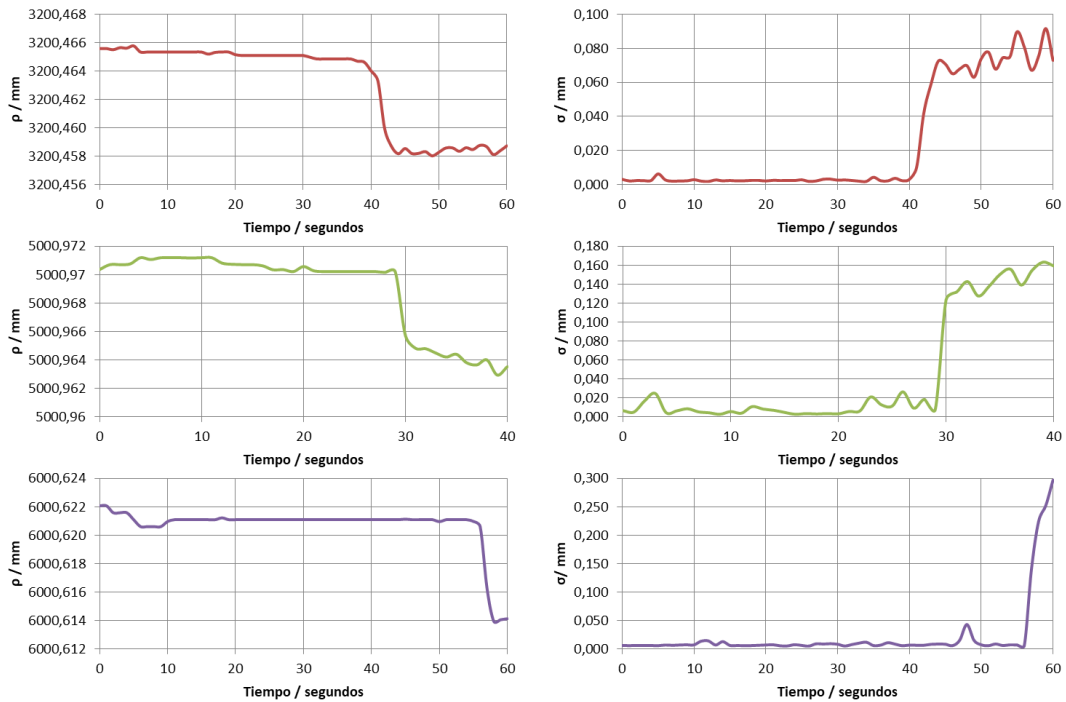 3200,468
3200,466
3200,464
3200,462
3200,460
3200,458
3200,456
ρ / mm
0 10 20 30 40 50 60
Tiempo / segundos
0,100
0,080
0,060
0,040
0,020
0,000
σ / mm
0 10 20 30 40 50 60
Tiempo / segundos
5000,972
5000,97
5000,968
5000,966
5000,964
5000,962
5000,96
ρ / mm
0 10 20 30 40
Tiempo / segundos
0,180
0,160
0,140
0,120
0,100
0,080
0,060
0,040
0,020
0,000
σ / mm
0 10 20 30 40
Tiempo / segundos
6000,624
6000,622
6000,620
6000,618
6000,616
6000,614
6000,612
ρ / mm
0 10 20 30 40 50 60
Tiempo / segundos
0,300
0,250
0,200
0,150
0,100
0,050
0,000
σ/ mm
0 10 20 30 40 50 60
Tiempo / segundos